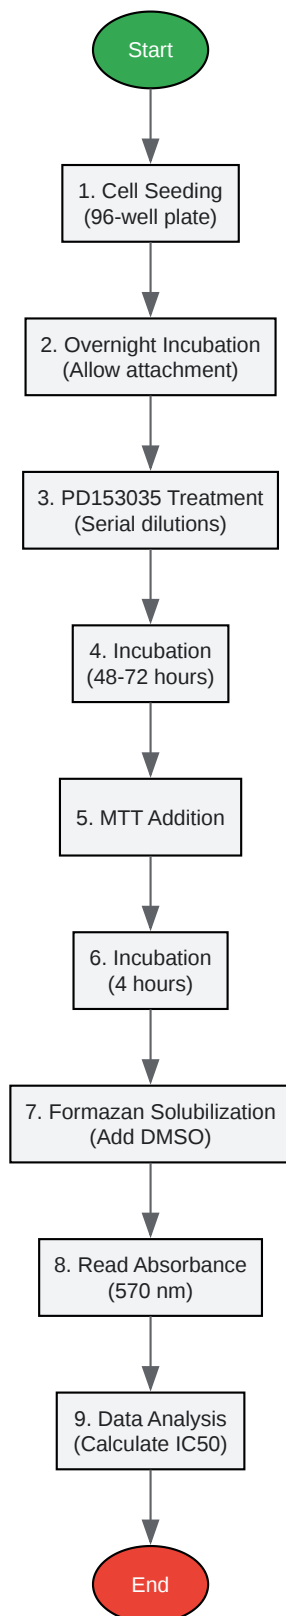 Start
1. Cell Seeding
(96-well plate)
2. Overnight Incubation
(Allow attachment)
3. PD153035 Treatment
(Serial dilutions)
4. Incubation
(48-72 hours)
5. MTT Addition
6. Incubation
(4 hours)
7. Formazan Solubilization
(Add DMSO)
8. Read Absorbance
(570 nm)
9. Data Analysis
(Calculate IC50)
End